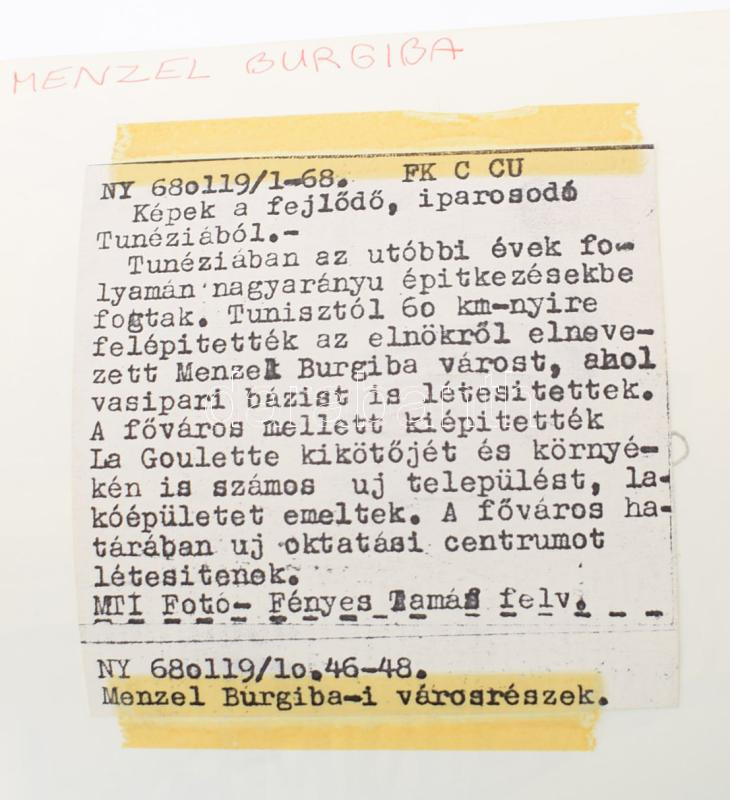 MENZEL BURGIBA
NY 680119/1-68. FK C CU
Képek a fejlődő, iparosodó
Tunéziából.-
Tunéziában az utóbbi évek fo-
lyamán nagyarányu épitkezésekbe
fogtak. Tunisztól 60 km-nyire
felépitették az elnökről elneve-
zett Menzel Burgiba várost, ahol
vasipari bázist is létesitettek.
A főváros mellett kiépitették
La Goulette kikötőjét és környé-
kén is számos uj települést, la-
kóépületet emeltek. A főváros ha-
tárában uj oktatási centrumot
létesitenek.
MTI Foto- Fényes Tamás felv.
NY 680119/10.46-48.
Menzel Burgiba-i városrészek.